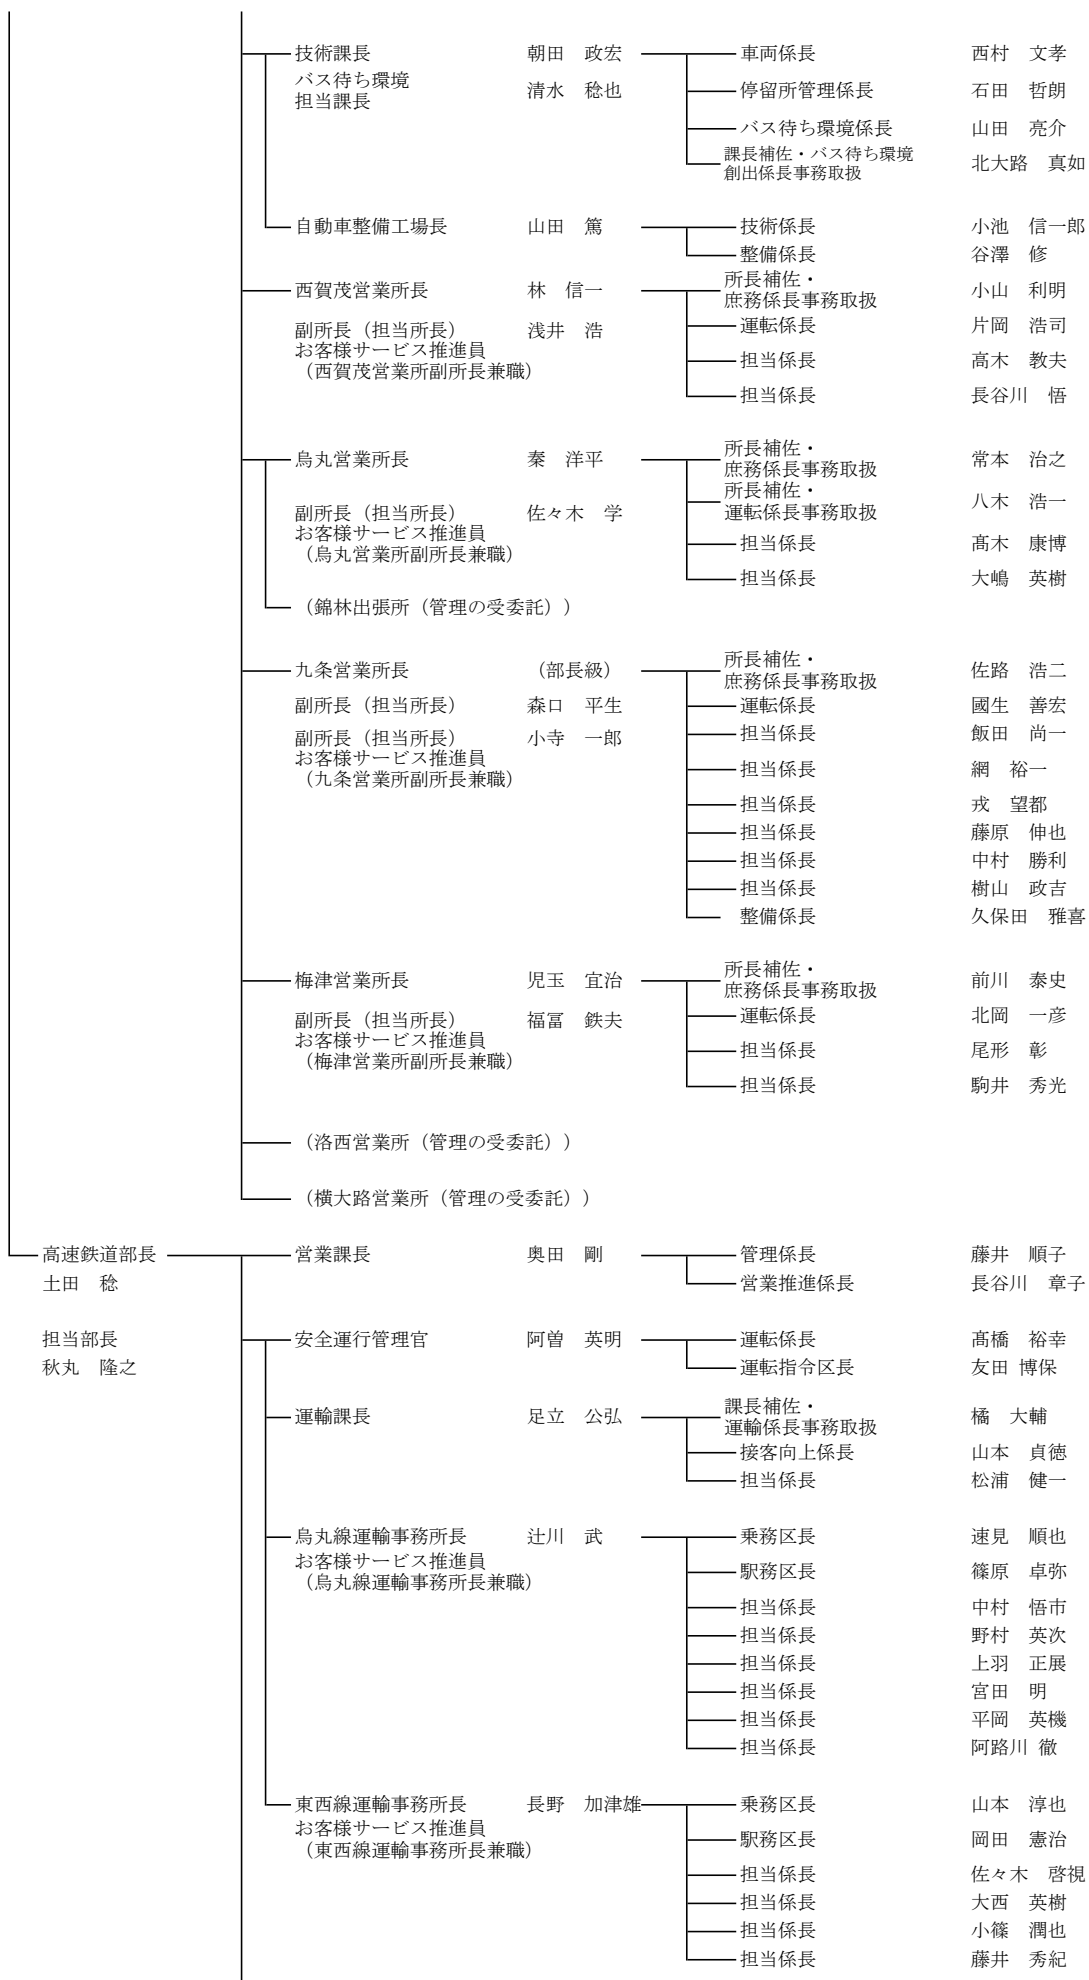 技術課長　朝田　政宏　車両係長　西村　文孝
バス待ち環境
担当課長　清水　稔也　停留所管理係長　石田　哲朗
バス待ち環境係長　山田　亮介
課長補佐・バス待ち環境
創出係長事務取扱　北大路　真如
自動車整備工場長　山田　篤　技術係長　小池　信一郎
整備係長　谷澤　修
西賀茂営業所長　林　信一　所長補佐・
庶務係長事務取扱　小山　利明
副所長（担当所長）　浅井　浩　運転係長　片岡　浩司
お客様サービス推進員
（西賀茂営業所副所長兼職）　担当係長　高木　教夫
担当係長　長谷川　悟
烏丸営業所長　秦　洋平　所長補佐・
庶務係長事務取扱　常本　治之
所長補佐・
運転係長事務取扱　八木　浩一
副所長（担当所長）　佐々木　学
お客様サービス推進員
（烏丸営業所副所長兼職）　担当係長　髙木　康博
担当係長　大嶋　英樹
（錦林出張所（管理の受委託））
九条営業所長　（部長級）　所長補佐・
庶務係長事務取扱　佐路　浩二
副所長（担当所長）　森口　平生　運転係長　國生　善宏
副所長（担当所長）　小寺　一郎　担当係長　飯田　尚一
お客様サービス推進員
（九条営業所副所長兼職）　担当係長　網　裕一
担当係長　戎　望都
担当係長　藤原　伸也
担当係長　中村　勝利
担当係長　樹山　政吉
整備係長　久保田　雅喜
梅津営業所長　児玉　宜治　所長補佐・
庶務係長事務取扱　前川　泰史
副所長（担当所長）　福冨　鉄夫　運転係長　北岡　一彦
お客様サービス推進員
（梅津営業所副所長兼職）　担当係長　尾形　彰
担当係長　駒井　秀光
（洛西営業所（管理の受委託））
（横大路営業所（管理の受委託））
高速鉄道部長　営業課長　奥田　剛　管理係長　藤井　順子
土田　稔　営業推進係長　長谷川　章子
担当部長　安全運行管理官　阿曽　英明　運転係長　髙橋　裕幸
秋丸　隆之　運転指令区長　友田 博保
運輸課長　足立　公弘　課長補佐・
運輸係長事務取扱　橘　大輔
接客向上係長　山本　貞徳
担当係長　松浦　健一
烏丸線運輸事務所長　辻川　武　乗務区長　速見　順也
お客様サービス推進員
（烏丸線運輸事務所長兼職）　駅務区長　篠原　卓弥
担当係長　中村　悟市
担当係長　野村　英次
担当係長　上羽　正展
担当係長　宮田　明
担当係長　平岡　英機
担当係長　阿路川 徹
東西線運輸事務所長　長野　加津雄　乗務区長　山本　淳也
お客様サービス推進員
（東西線運輸事務所長兼職）　駅務区長　岡田　憲治
担当係長　佐々木　啓視
担当係長　大西　英樹
担当係長　小篠　潤也
担当係長　藤井　秀紀